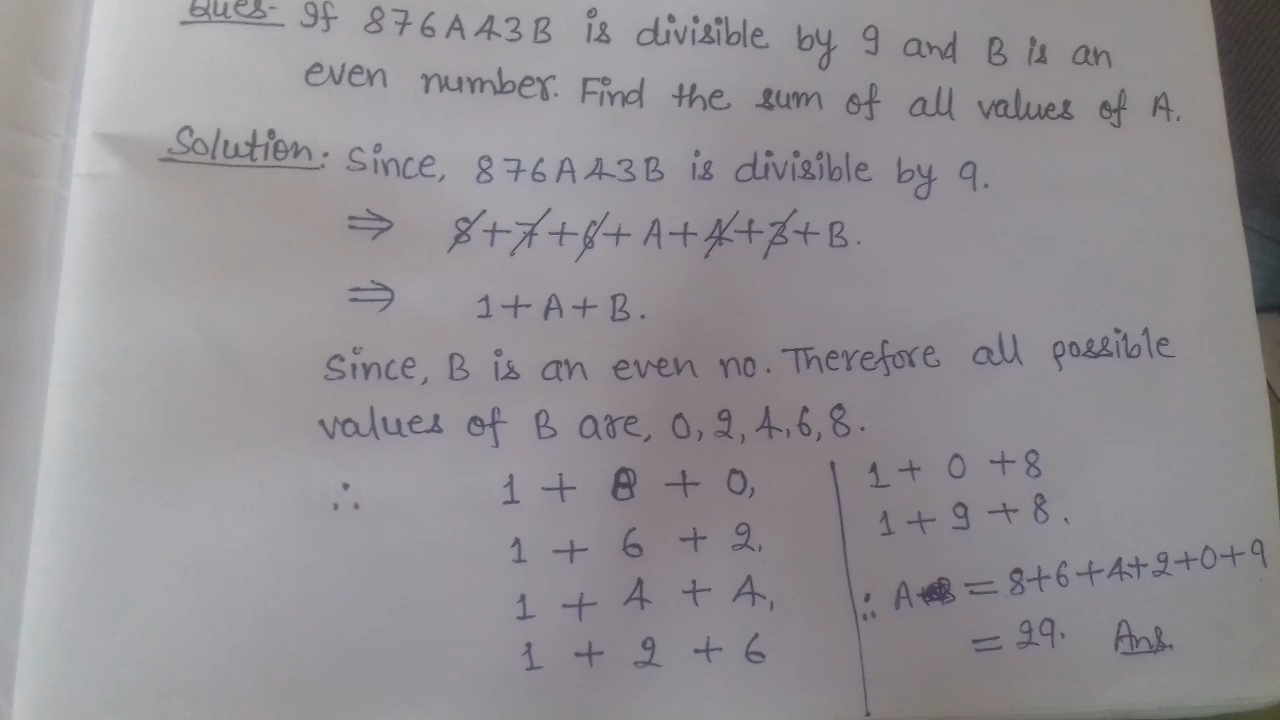 Ques- If 876A43B is divisible by 9 and B is an
even number. Find the sum of all values of A.
Solution: Since, 876A43B is divisible by 9.
⇒ 8+7+6+A+4+3+B.
⇒ 1+A+B.
Since, B is an even no. Therefore all possible
values of B are, 0, 2, 4, 6, 8.
∴ 1 + 8 + 0,
1 + 6 + 2,
1 + 4 + 4,
1 + 2 + 6
1 + 0 + 8
1 + 9 + 8.
∴ A = 8+6+4+2+0+9
= 29. Ans.